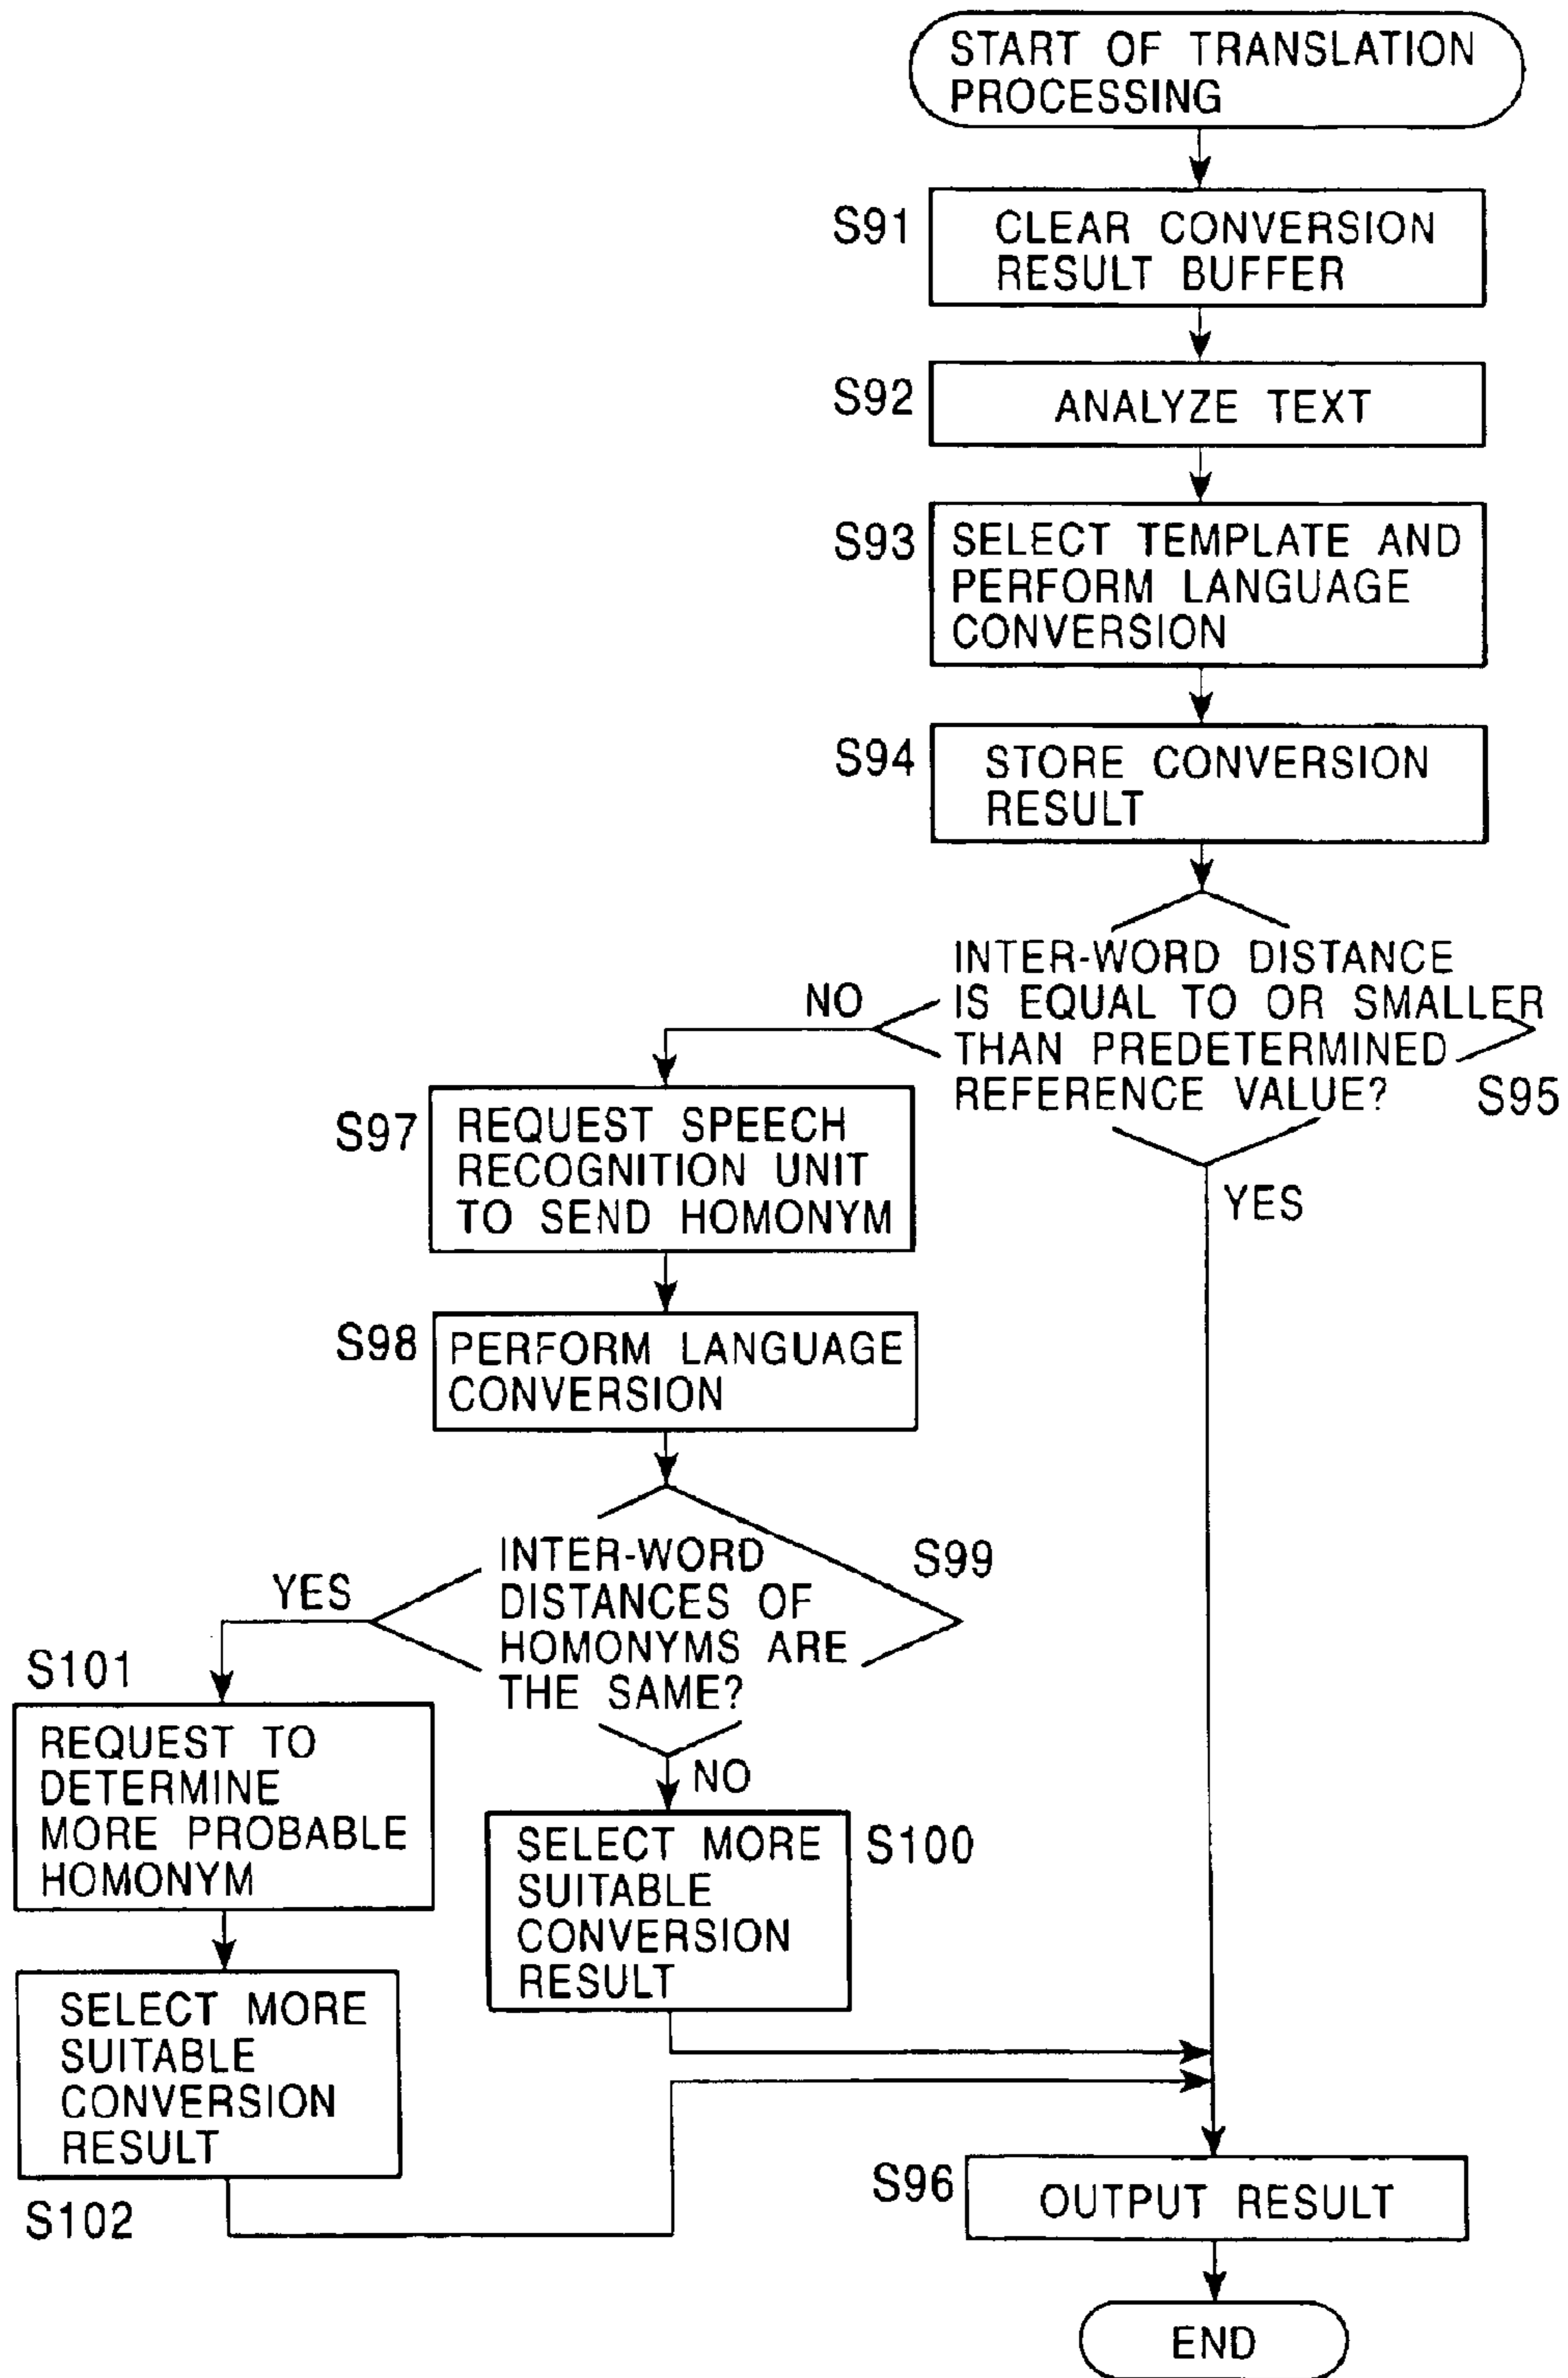 START OF TRANSLATION
PROCESSING
S91
CLEAR CONVERSION
RESULT BUFFER
S92
ANALYZE TEXT
S93
SELECT TEMPLATE AND
PERFORM LANGUAGE
CONVERSION
S94
STORE CONVERSION
RESULT
INTER-WORD DISTANCE
IS EQUAL TO OR SMALLER
THAN PREDETERMINED
REFERENCE VALUE?
S95
NO
YES
S97
REQUEST SPEECH
RECOGNITION UNIT
TO SEND HOMONYM
S98
PERFORM LANGUAGE
CONVERSION
INTER-WORD
DISTANCES OF
HOMONYMS ARE
THE SAME?
S99
YES
NO
S101
REQUEST TO
DETERMINE
MORE PROBABLE
HOMONYM
SELECT MORE
SUITABLE
CONVERSION
RESULT
S100
SELECT MORE
SUITABLE
CONVERSION
RESULT
S102
S96
OUTPUT RESULT
END